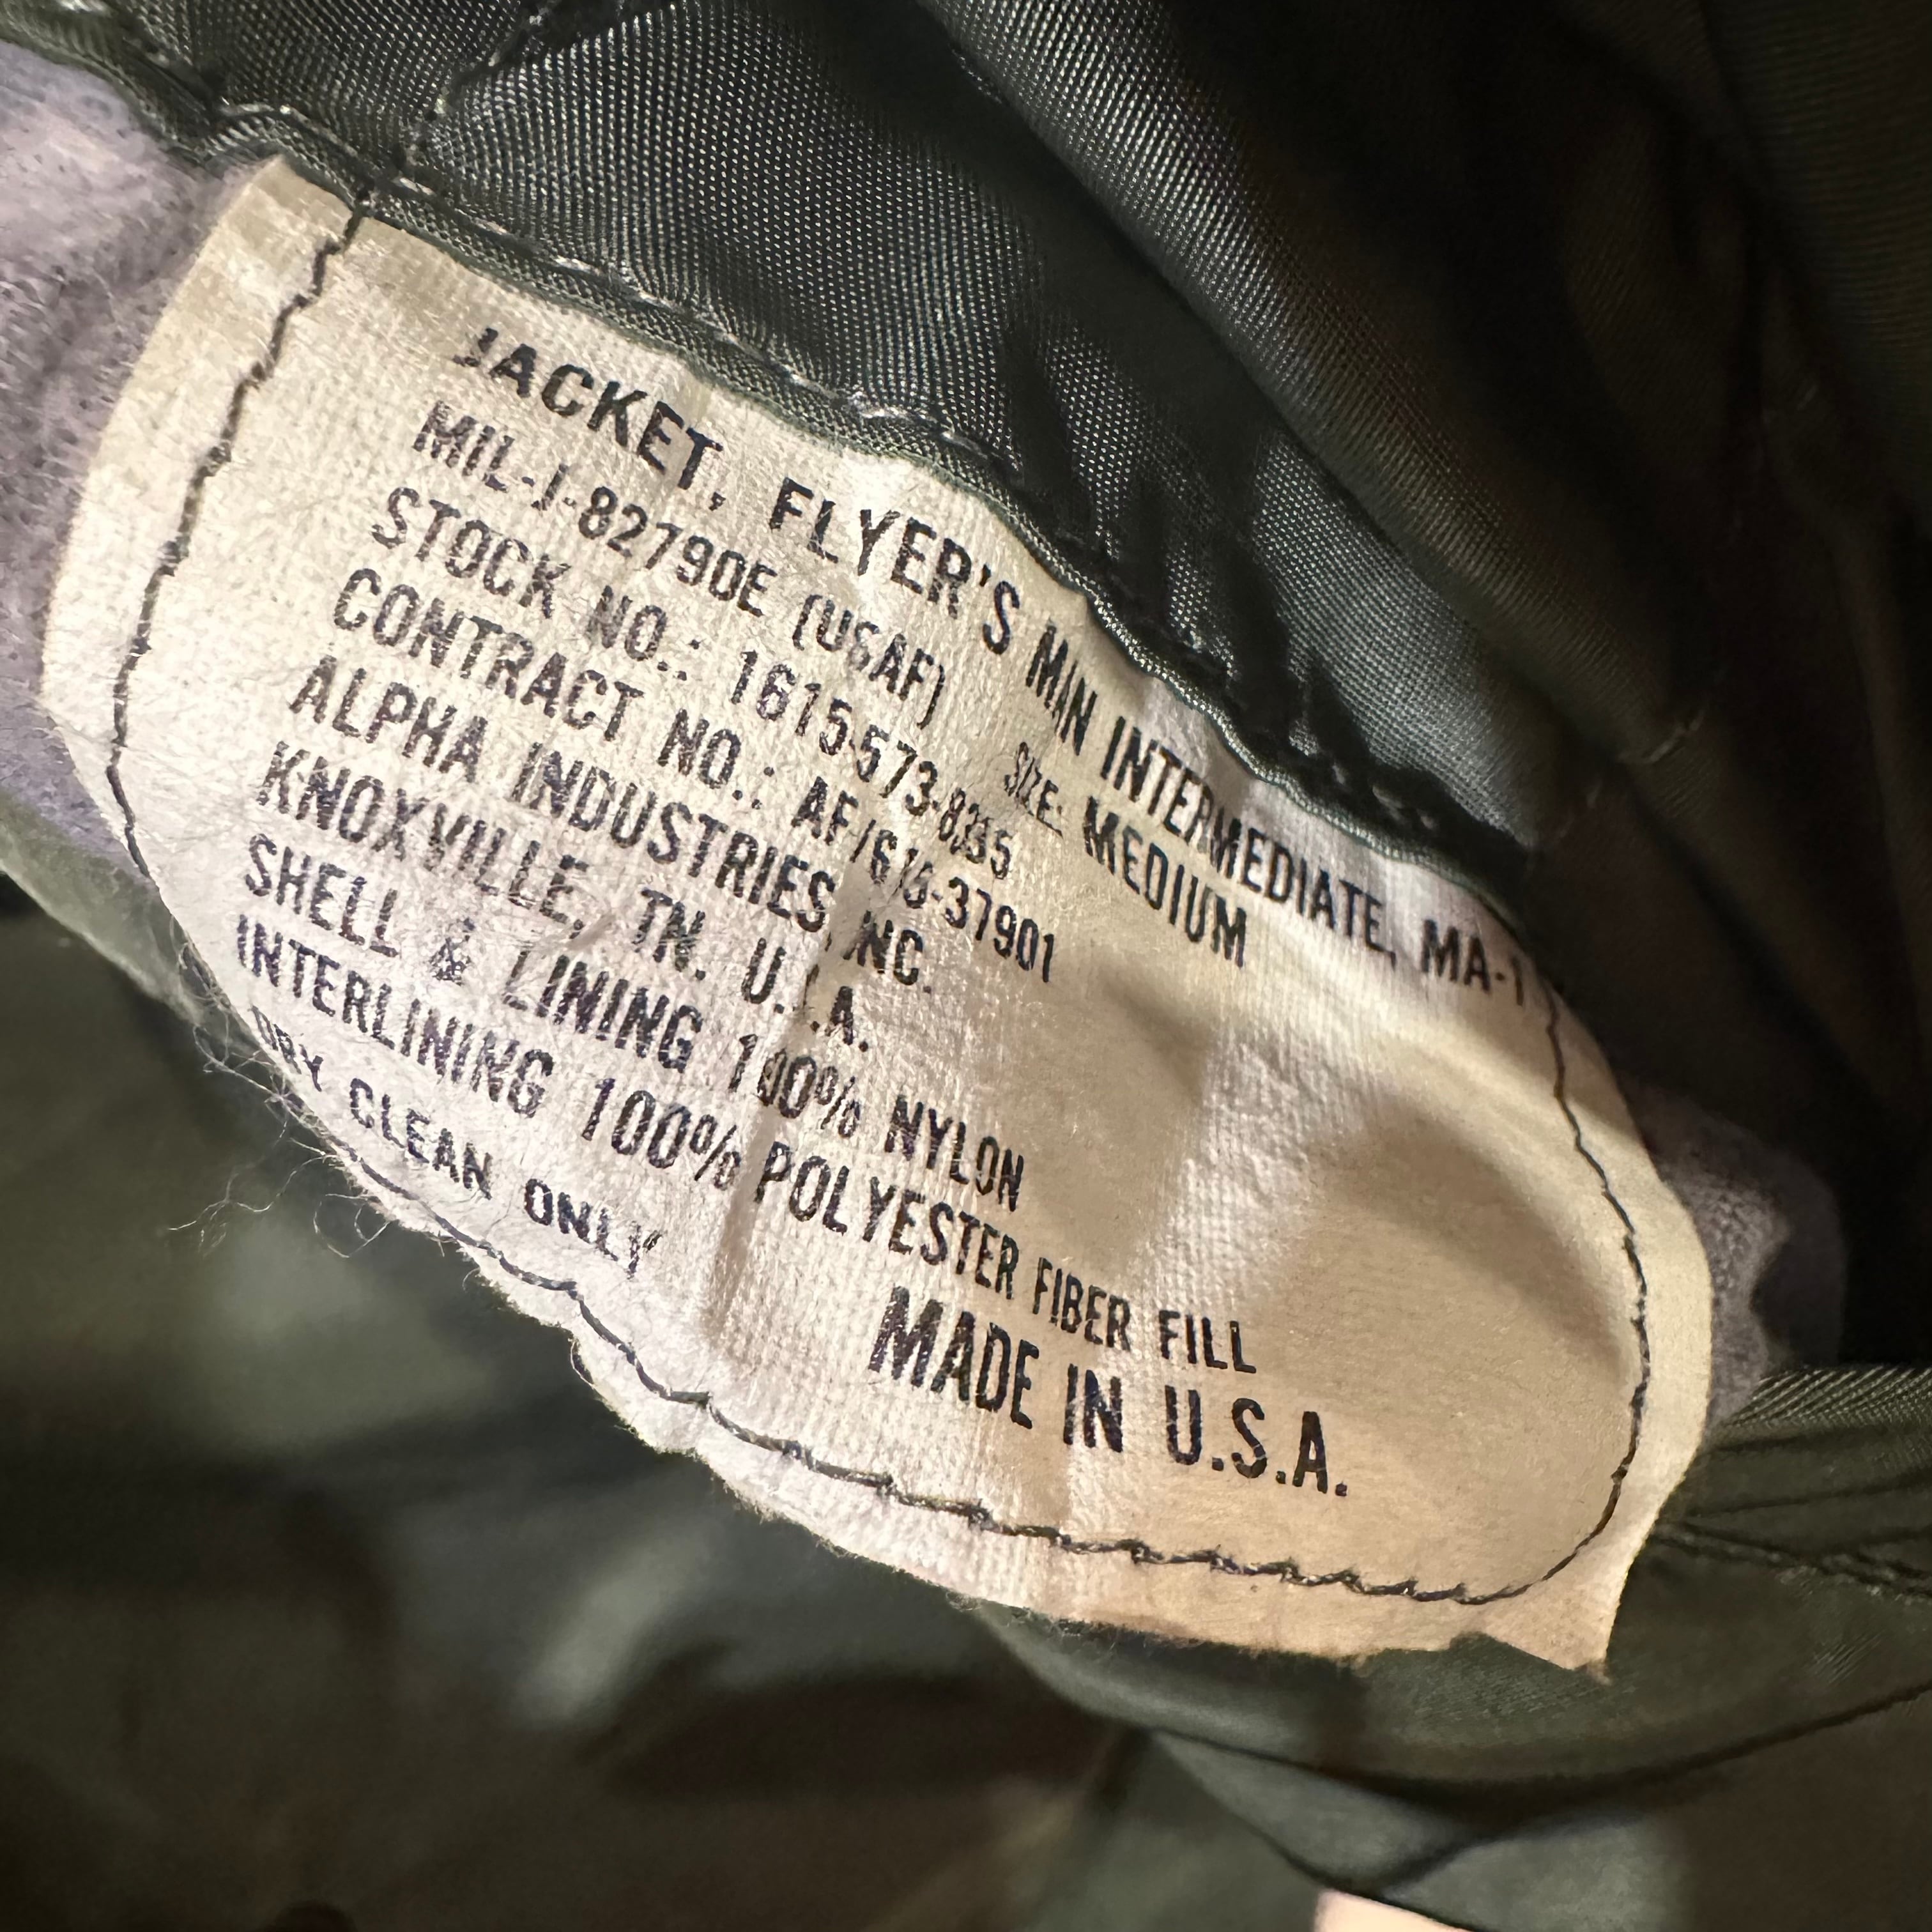 JACKET, FLYER'S MAN INTERMEDIATE, MA-1
MIL-J-82790E (USAF) SIZE: MEDIUM
STOCK NO.: 1615-573-8355
CONTRACT NO.: AF/616-37901
ALPHA INDUSTRIES, INC.
KNOXVILLE, TN. U.S.A.
SHELL & LINING 100% NYLON
INTERLINING 100% POLYESTER FIBER FILL
DRY CLEAN ONLY
MADE IN U.S.A.